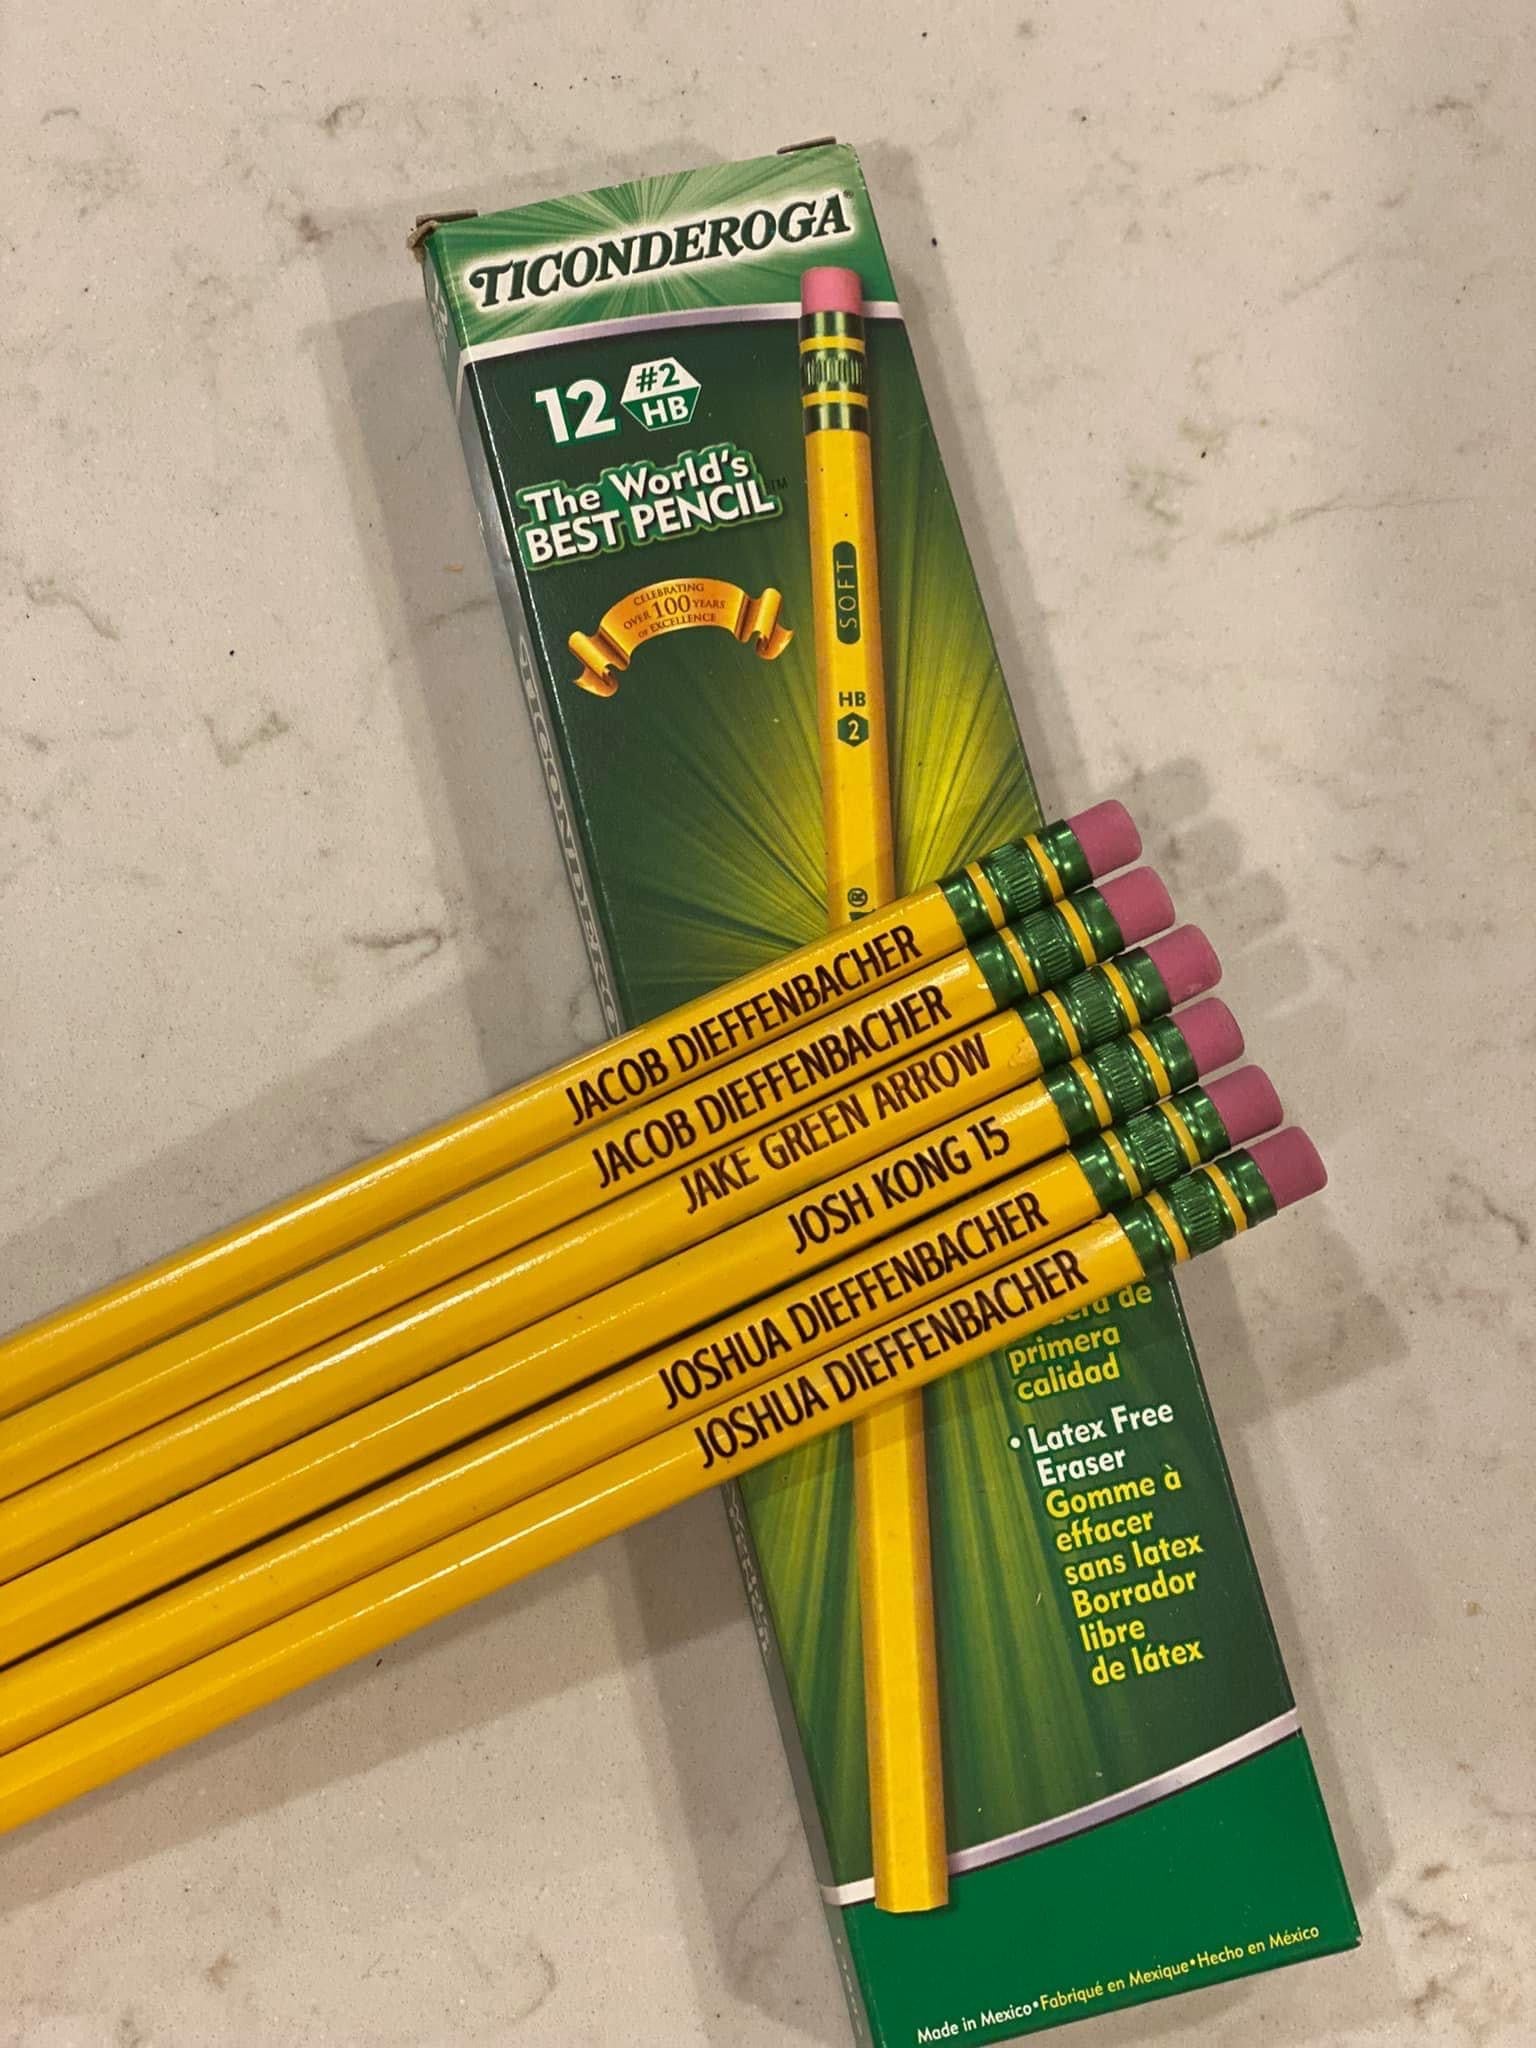 TICONDEROGA®
12 #2
HB
The World's
BEST PENCIL™
CELEBRATING
OVER 100 YEARS
OF EXCELLENCE
SOFT
HB
2
®
JACOB DIEFFENBACHER
JACOB DIEFFENBACHER
JAKE GREEN ARROW
JOSH KONG 15
JOSHUA DIEFFENBACHER
JOSHUA DIEFFENBACHER
de
primera
calidad
• Latex Free
Eraser
Gomme à
effacer
sans latex
Borrador
libre
de látex
Made in Mexico•Fabriqué en Mexique•Hecho en México